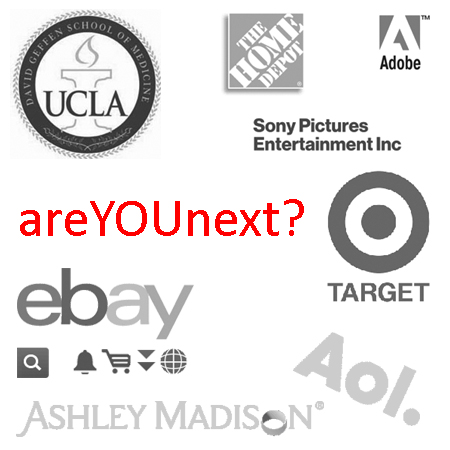 DAVID GEFFEN SCHOOL OF MEDICINE
UCLA
THE
HOME
DEPOT
Adobe™
Sony Pictures
Entertainment Inc
areYOUnext?
TARGET
ebay
Aol.
ASHLEY MADISON®